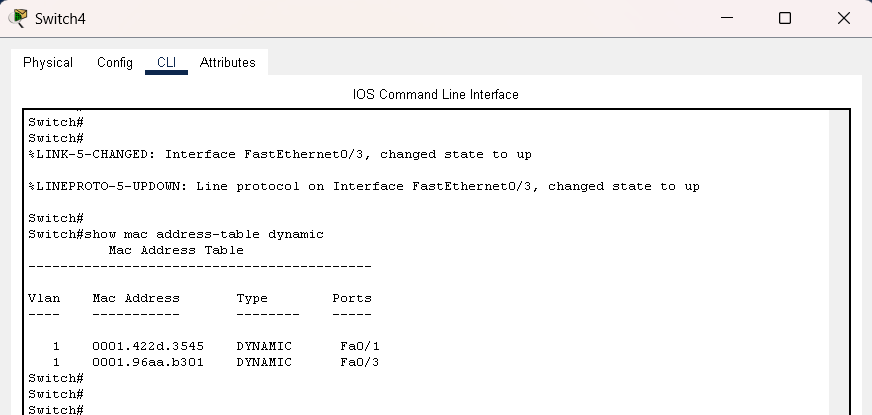 Switch4
Physical Config CLI Attributes
IOS Command Line Interface
Switch#
Switch#
%LINK-5-CHANGED: Interface FastEthernet0/3, changed state to up
%LINEPROTO-5-UPDOWN: Line protocol on Interface FastEthernet0/3, changed state to up
Switch#
Switch#show mac address-table dynamic
Mac Address Table
-------------------------------------------
Vlan Mac Address Type Ports
---- ----------- -------- -----
1 0001.422d.3545 DYNAMIC Fa0/1
1 0001.96aa.b301 DYNAMIC Fa0/3
Switch#
Switch#
Switch#